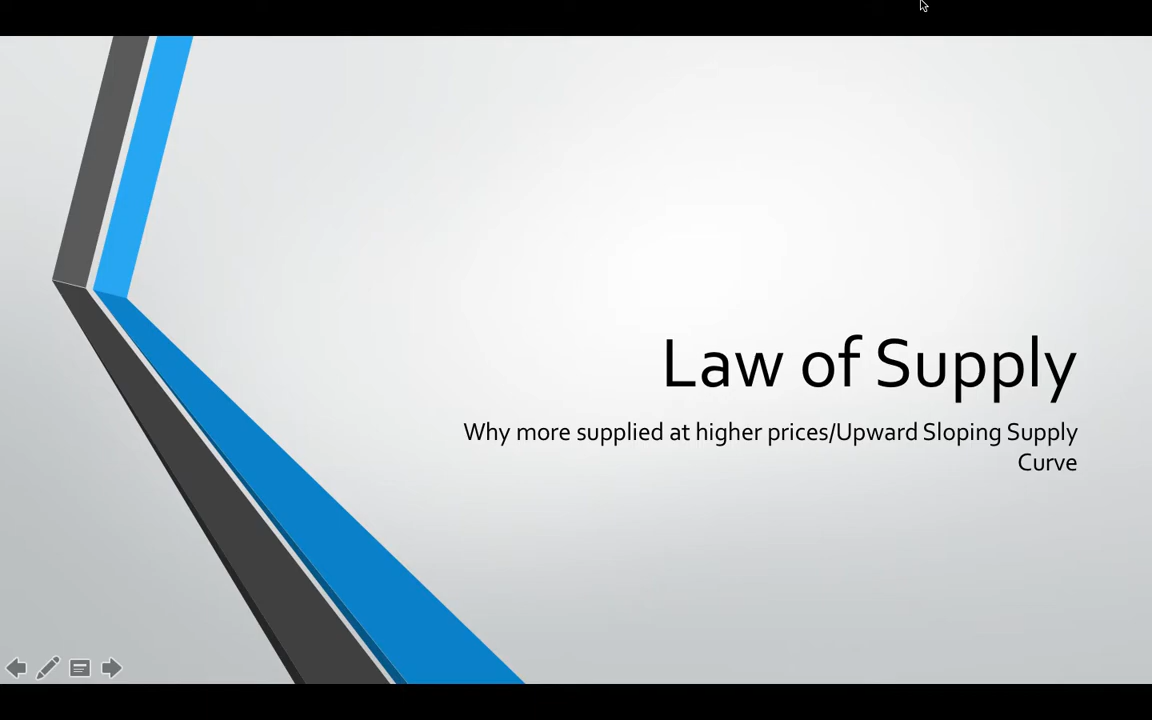 Law of Supply
Why more supplied at higher prices/Upward Sloping Supply
Curve